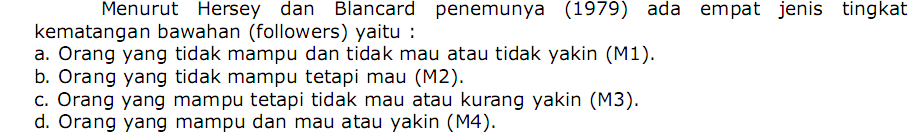 Menurut Hersey dan Blancard penemunya (1979) ada empat jenis tingkat
kematangan bawahan (followers) yaitu :
a. Orang yang tidak mampu dan tidak mau atau tidak yakin (M1).
b. Orang yang tidak mampu tetapi mau (M2).
c. Orang yang mampu tetapi tidak mau atau kurang yakin (M3).
d. Orang yang mampu dan mau atau yakin (M4).